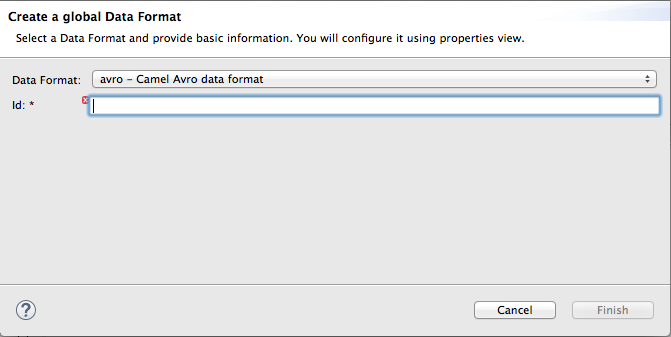 Create a global Data Format
Select a Data Format and provide basic information. You will configure it using properties view.
Data Format: avro - Camel Avro data format
Id: *
?
Cancel Finish